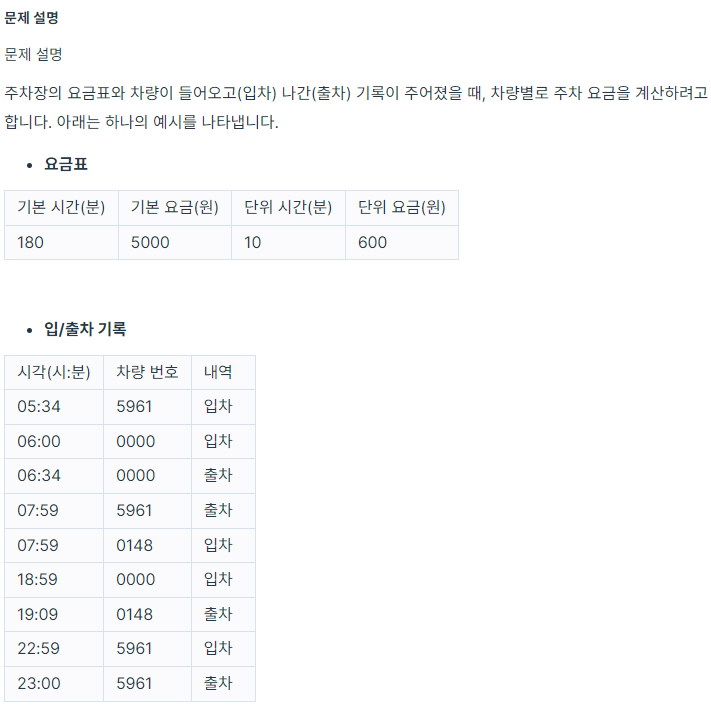 문제 설명
문제 설명
주차장의 요금표와 차량이 들어오고(입차) 나간(출차) 기록이 주어졌을 때, 차량별로 주차 요금을 계산하려고
합니다. 아래는 하나의 예시를 나타냅니다.
• 요금표
기본 시간(분) 기본 요금(원) 단위 시간(분) 단위 요금(원)
180 5000 10 600
• 입/출차 기록
시각(시:분) 차량 번호 내역
05:34 5961 입차
06:00 0000 입차
06:34 0000 출차
07:59 5961 출차
07:59 0148 입차
18:59 0000 입차
19:09 0148 출차
22:59 5961 입차
23:00 5961 출차